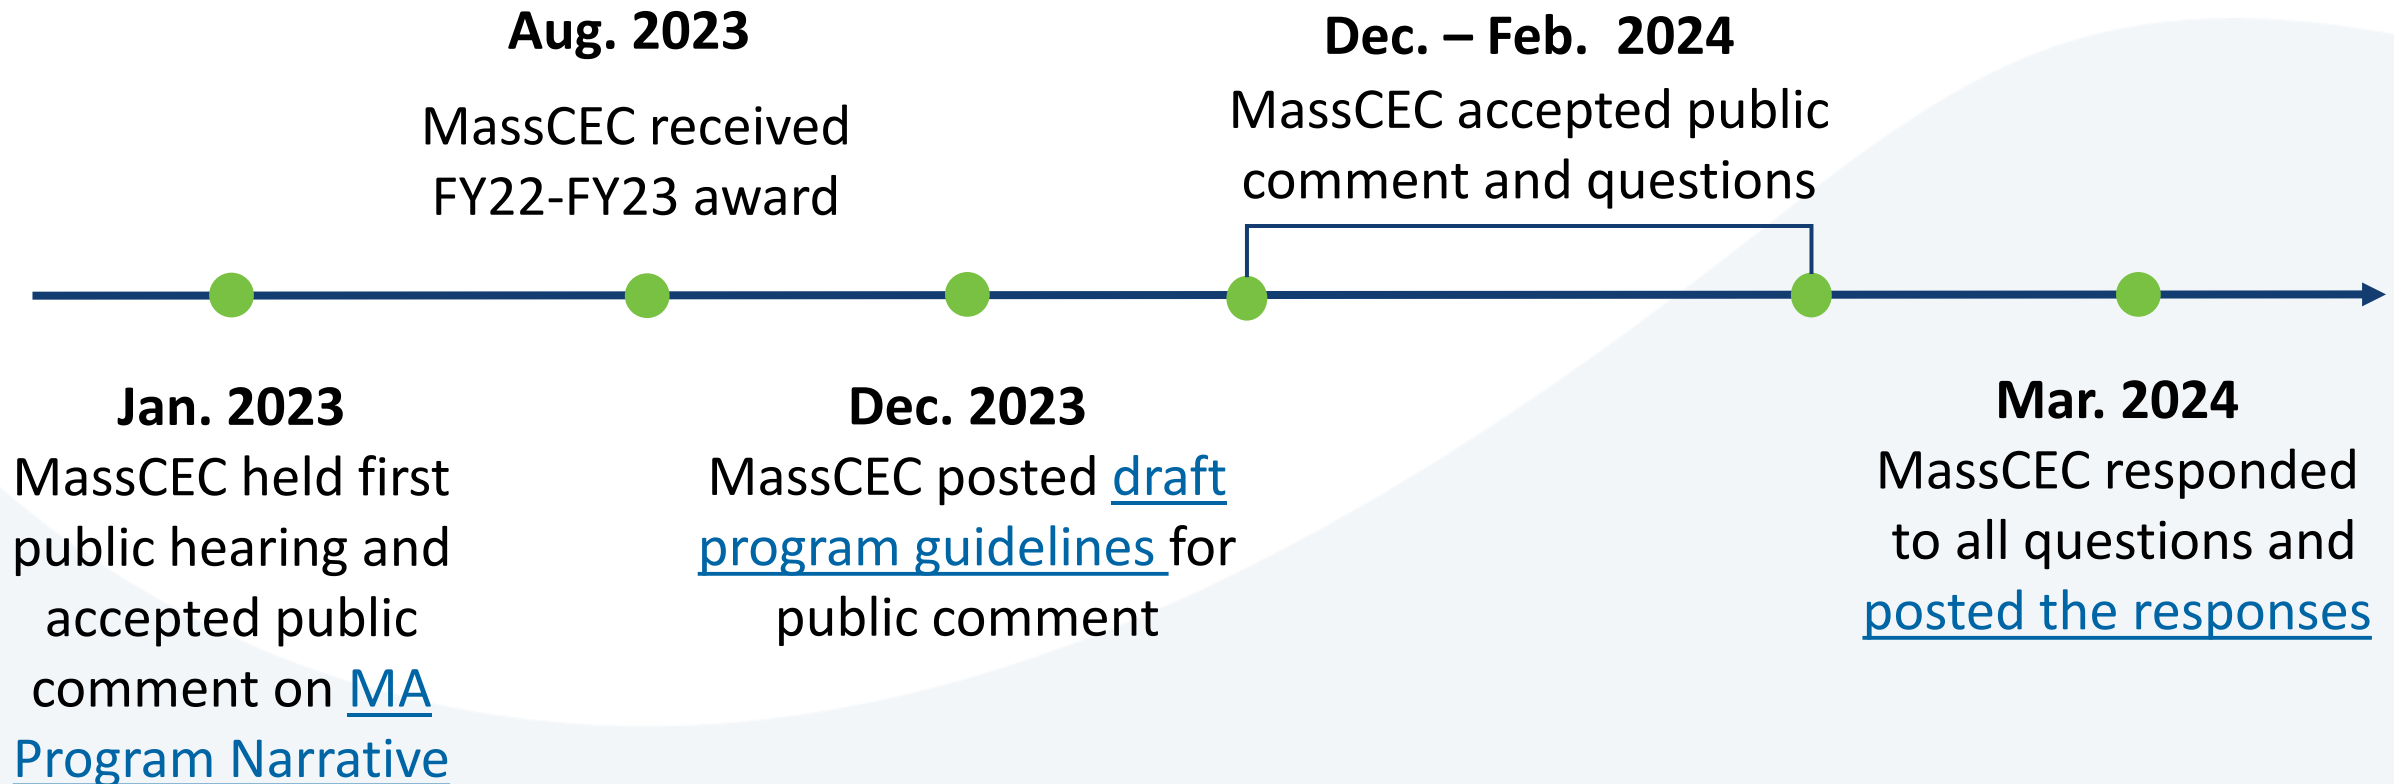 Aug. 2023
MassCEC received
FY22-FY23 award
Dec. – Feb.  2024
MassCEC accepted public
comment and questions
Jan. 2023
MassCEC held first
public hearing and
accepted public
comment on MA
Program Narrative
Dec. 2023
MassCEC posted draft
program guidelines for
public comment
Mar. 2024
MassCEC responded
to all questions and
posted the responses